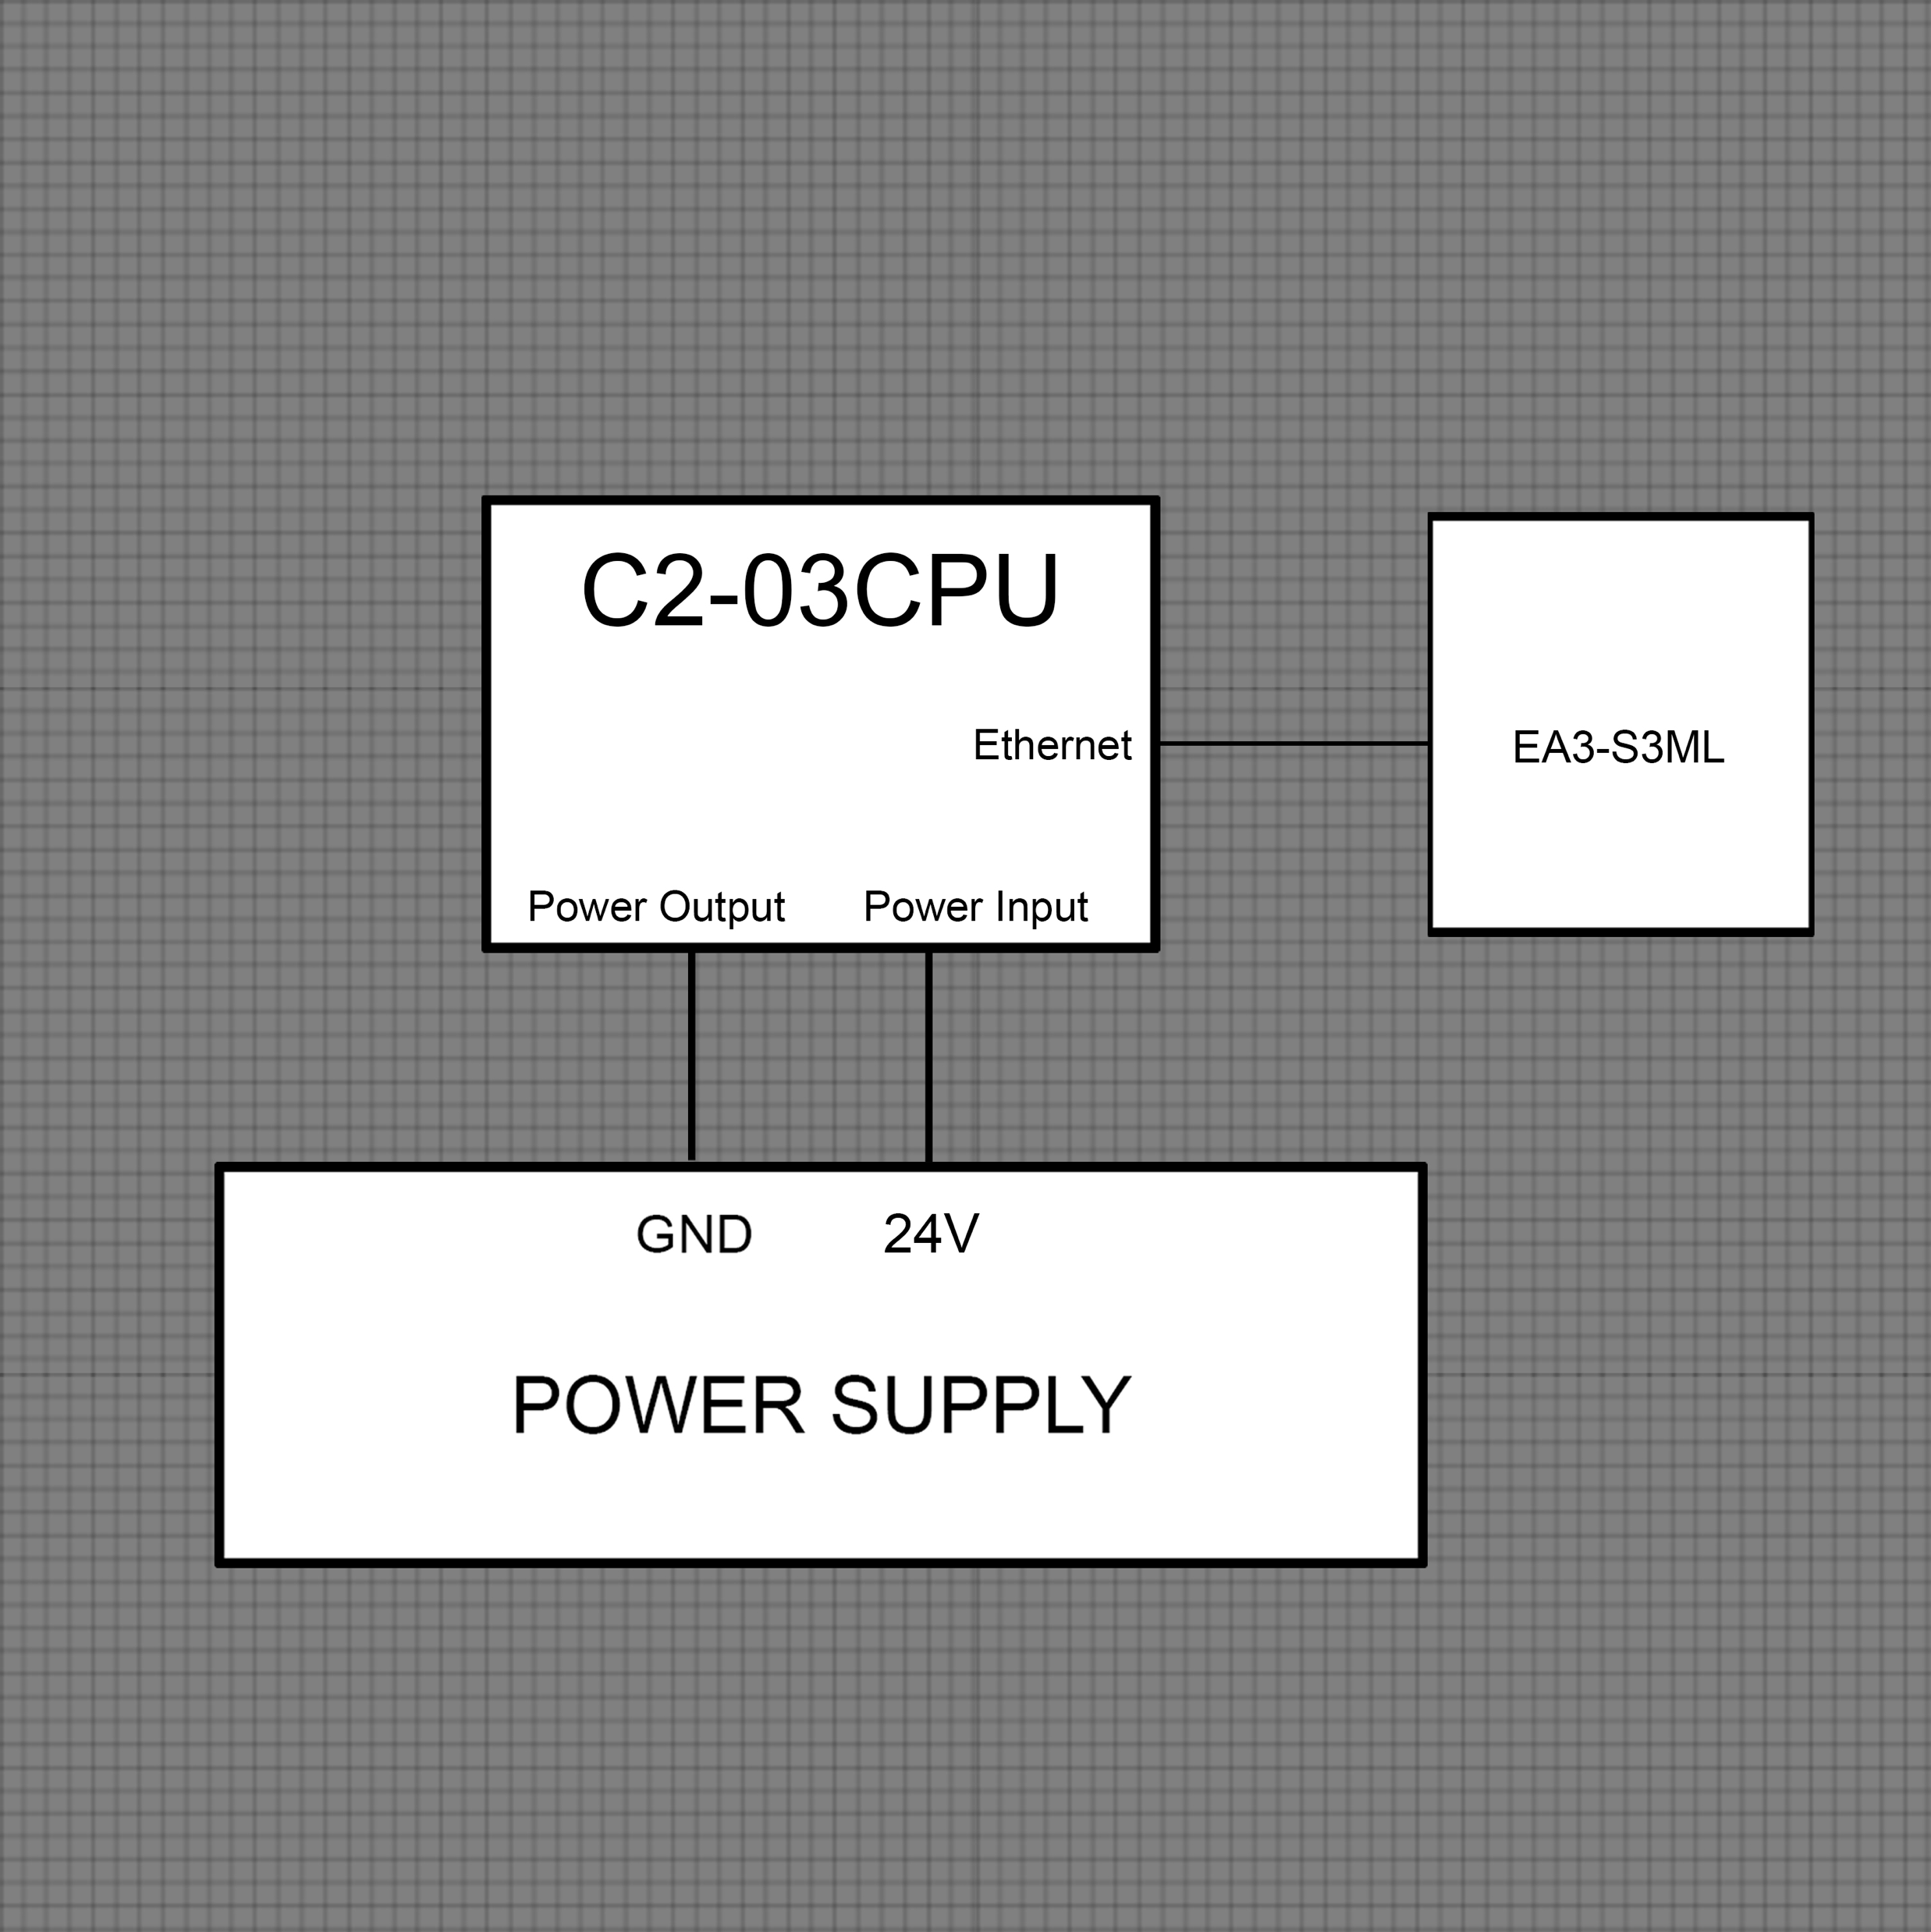 C2-03CPU
Ethernet
EA3-S3ML
Power Output
Power Input
GND
24V
POWER SUPPLY